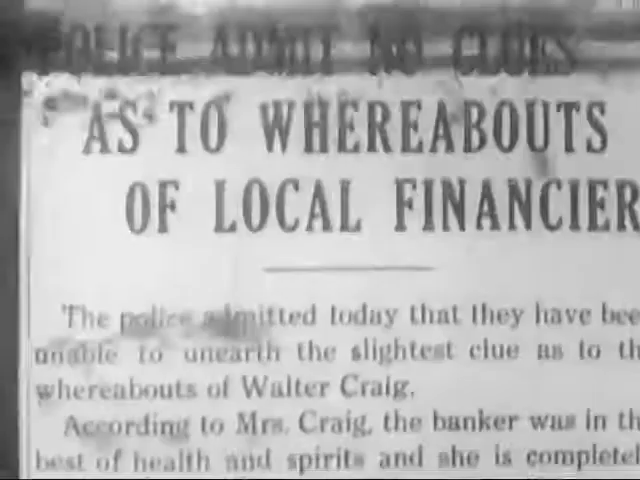 POLICE ADMIT NO CLUES
AS TO WHEREABOUTS
OF LOCAL FINANCIER
The police admitted today that they have bee
unable to unearth the slightest clue as to th
whereabouts of Walter Craig.
According to Mrs. Craig, the banker was in th
best of health and spirits and she is completel